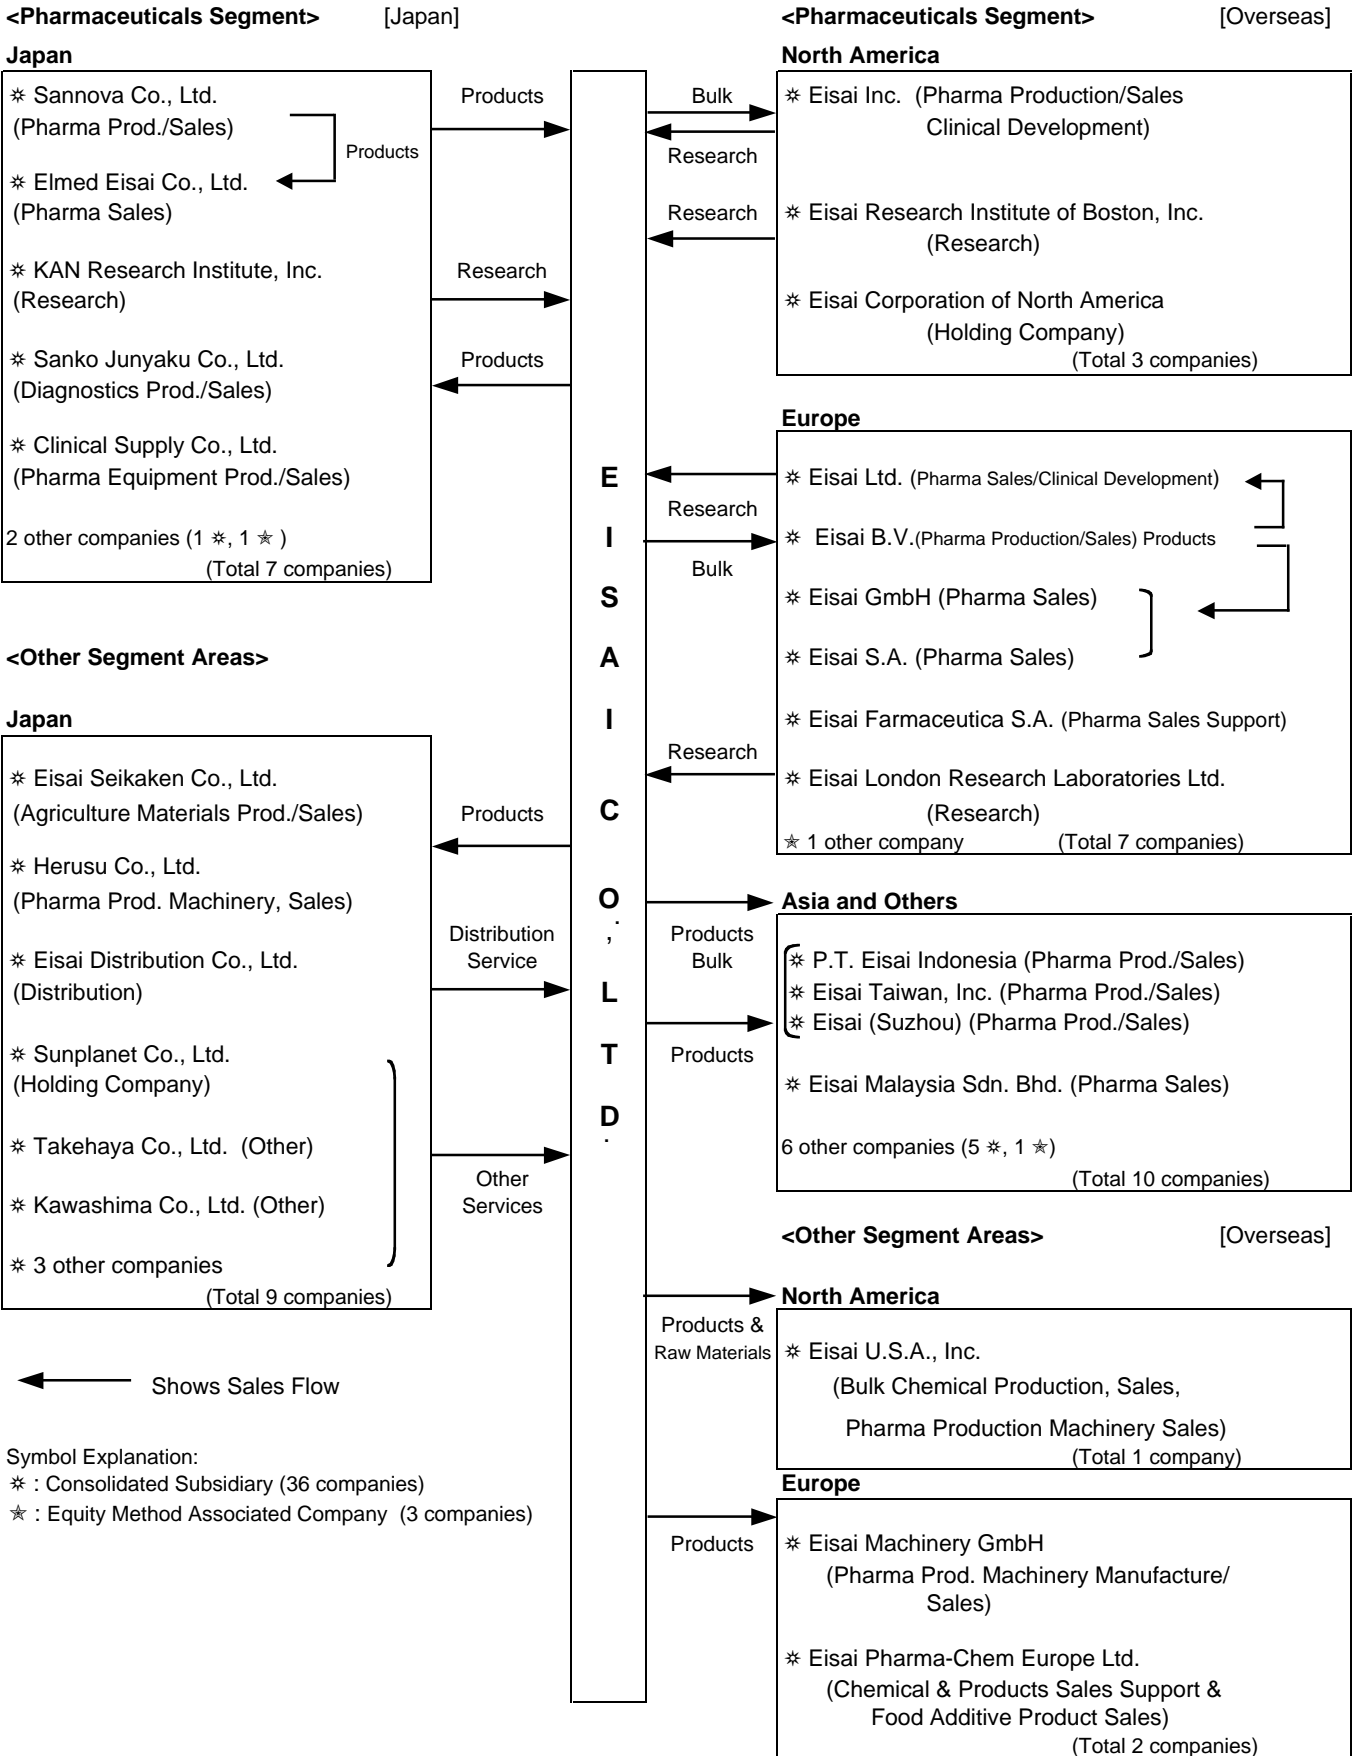 <Pharmaceuticals Segment> [Japan]
Japan
✵ Sannova Co., Ltd.
(Pharma Prod./Sales)
Products
✵ Elmed Eisai Co., Ltd.
(Pharma Sales)
✵ KAN Research Institute, Inc.
(Research)
✵ Sanko Junyaku Co., Ltd.
(Diagnostics Prod./Sales)
✵ Clinical Supply Co., Ltd.
(Pharma Equipment Prod./Sales)
2 other companies (1 ✵, 1 ✭ )
(Total 7 companies)
Products
Research
Products
<Other Segment Areas>
Japan
✵ Eisai Seikaken Co., Ltd.
(Agriculture Materials Prod./Sales)
✵ Herusu Co., Ltd.
(Pharma Prod. Machinery, Sales)
✵ Eisai Distribution Co., Ltd.
(Distribution)
✵ Sunplanet Co., Ltd.
(Holding Company)
✵ Takehaya Co., Ltd. (Other)
✵ Kawashima Co., Ltd. (Other)
✵ 3 other companies
(Total 9 companies)
Products
Distribution
Service
Other
Services
Shows Sales Flow
Symbol Explanation:
✵ : Consolidated Subsidiary (36 companies)
✭ : Equity Method Associated Company (3 companies)
E
I
S
A
I
C
O.,
L
T
D.
<Pharmaceuticals Segment> [Overseas]
North America
Bulk
Research
✵ Eisai Inc. (Pharma Production/Sales
Clinical Development)
Research
✵ Eisai Research Institute of Boston, Inc.
(Research)
✵ Eisai Corporation of North America
(Holding Company)
(Total 3 companies)
Europe
Research
✵ Eisai Ltd. (Pharma Sales/Clinical Development)
Bulk
✵ Eisai B.V.(Pharma Production/Sales) Products
✵ Eisai GmbH (Pharma Sales)
✵ Eisai S.A. (Pharma Sales)
✵ Eisai Farmaceutica S.A. (Pharma Sales Support)
Research
✵ Eisai London Research Laboratories Ltd.
(Research)
✭ 1 other company (Total 7 companies)
Asia and Others
Products
Bulk
✵ P.T. Eisai Indonesia (Pharma Prod./Sales)
✵ Eisai Taiwan, Inc. (Pharma Prod./Sales)
✵ Eisai (Suzhou) (Pharma Prod./Sales)
Products
✵ Eisai Malaysia Sdn. Bhd. (Pharma Sales)
6 other companies (5 ✵, 1 ✭)
(Total 10 companies)
<Other Segment Areas> [Overseas]
North America
Products &
Raw Materials
✵ Eisai U.S.A., Inc.
(Bulk Chemical Production, Sales,
Pharma Production Machinery Sales)
(Total 1 company)
Europe
Products
✵ Eisai Machinery GmbH
(Pharma Prod. Machinery Manufacture/
Sales)
✵ Eisai Pharma-Chem Europe Ltd.
(Chemical & Products Sales Support &
Food Additive Product Sales)
(Total 2 companies)